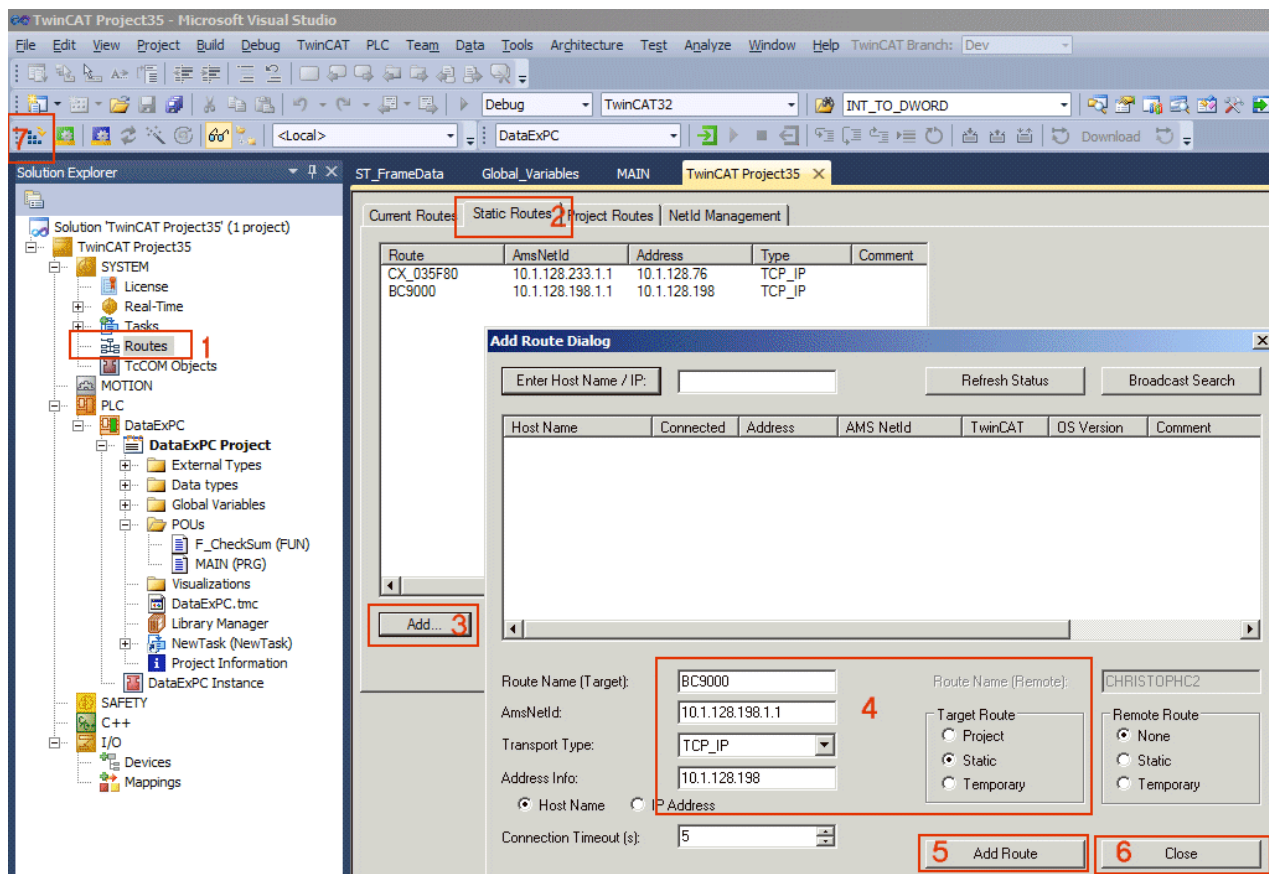 TwinCAT Project35 - Microsoft Visual Studio
File Edit View Project Build Debug TwinCAT PLC Team Data Tools Architecture Test Analyze Window Help TwinCAT Branch: Dev
Debug TwinCAT32 INT_TO_DWORD
7 <Local> DataExPC Download
Solution Explorer
Solution 'TwinCAT Project35' (1 project)
TwinCAT Project35
SYSTEM
License
Real-Time
Tasks
Routes 1
TcCOM Objects
MOTION
PLC
DataExPC
DataExPC Project
External Types
Data types
Global Variables
POUs
F_CheckSum (FUN)
MAIN (PRG)
Visualizations
DataExPC.tmc
Library Manager
NewTask (NewTask)
Project Information
DataExPC Instance
SAFETY
C++
I/O
Devices
Mappings
ST_FrameData Global_Variables MAIN TwinCAT Project35
Current Routes Static Routes 2 Project Routes NetId Management
Route AmsNetId Address Type Comment
CX_035F80 10.1.128.233.1.1 10.1.128.76 TCP_IP
BC9000 10.1.128.198.1.1 10.1.128.198 TCP_IP
Add... 3
Add Route Dialog
Enter Host Name / IP: Refresh Status Broadcast Search
Host Name Connected Address AMS NetId TwinCAT OS Version Comment
Route Name (Target): BC9000 Route Name (Remote): CHRISTOPHC2
AmsNetId: 10.1.128.198.1.1 4 Target Route Remote Route
Project None
Transport Type: TCP_IP Static Static
Address Info: 10.1.128.198 Temporary Temporary
Host Name IP Address
Connection Timeout (s): 5
5 Add Route 6 Close